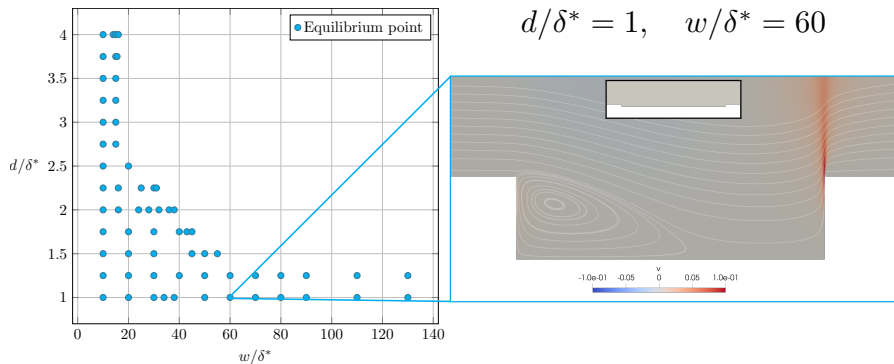 d/δ* = 1, w/δ* = 60
Equilibrium point
4
3.5
3
2.5
d/δ*
2
1.5
1
0 20 40 60 80 100 120 140
w/δ*
v
-1.0e-01 -0.05 0 0.05 1.0e-01